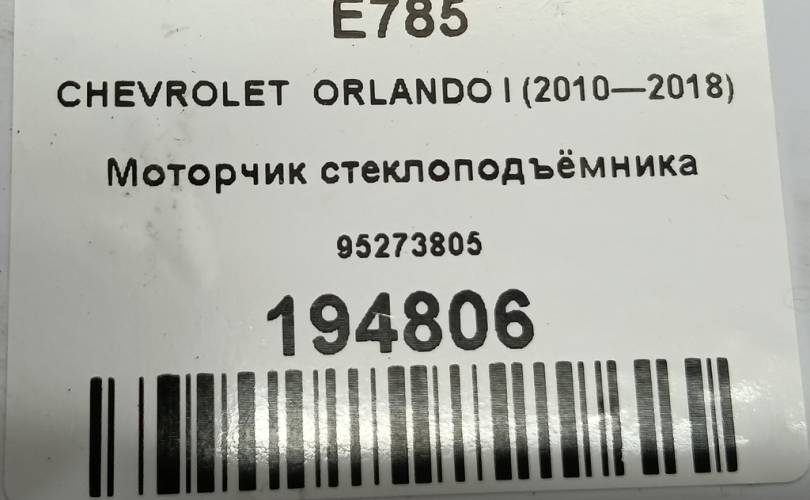 E785
CHEVROLET ORLANDO I (2010—2018)
Моторчик стеклоподъёмника
95273805
194806